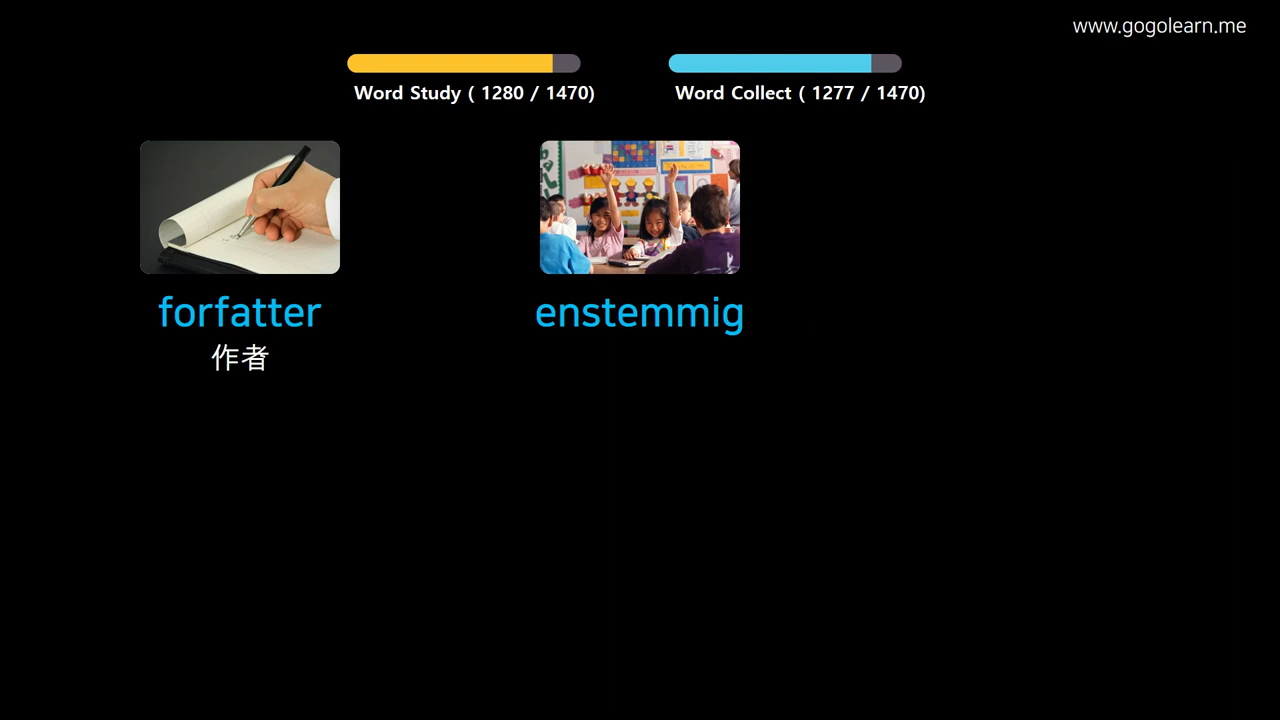 www.gogolearn.me
Word Study ( 1280 / 1470)
Word Collect ( 1277 / 1470)
forfatter
作者
enstemmig